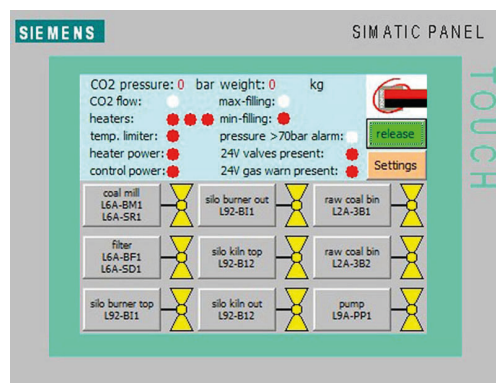 SIEMENS
SIMATIC PANEL
TOUCH
CO2 pressure: 0 bar weight: 0 kg
CO2 flow: max-filling:
heaters: min-filling:
temp. limiter: pressure >70bar alarm:
heater power: 24V valves present:
control power: 24V gas warn present:
release
Settings
coal mill
L6A-BM1
L6A-SR1
silo burner out
L92-BI1
raw coal bin
L2A-3B1
filter
L6A-BF1
L6A-SD1
silo kiln top
L92-B12
raw coal bin
L2A-3B2
silo burner top
L92-BI1
silo kiln out
L92-B12
pump
L9A-PP1